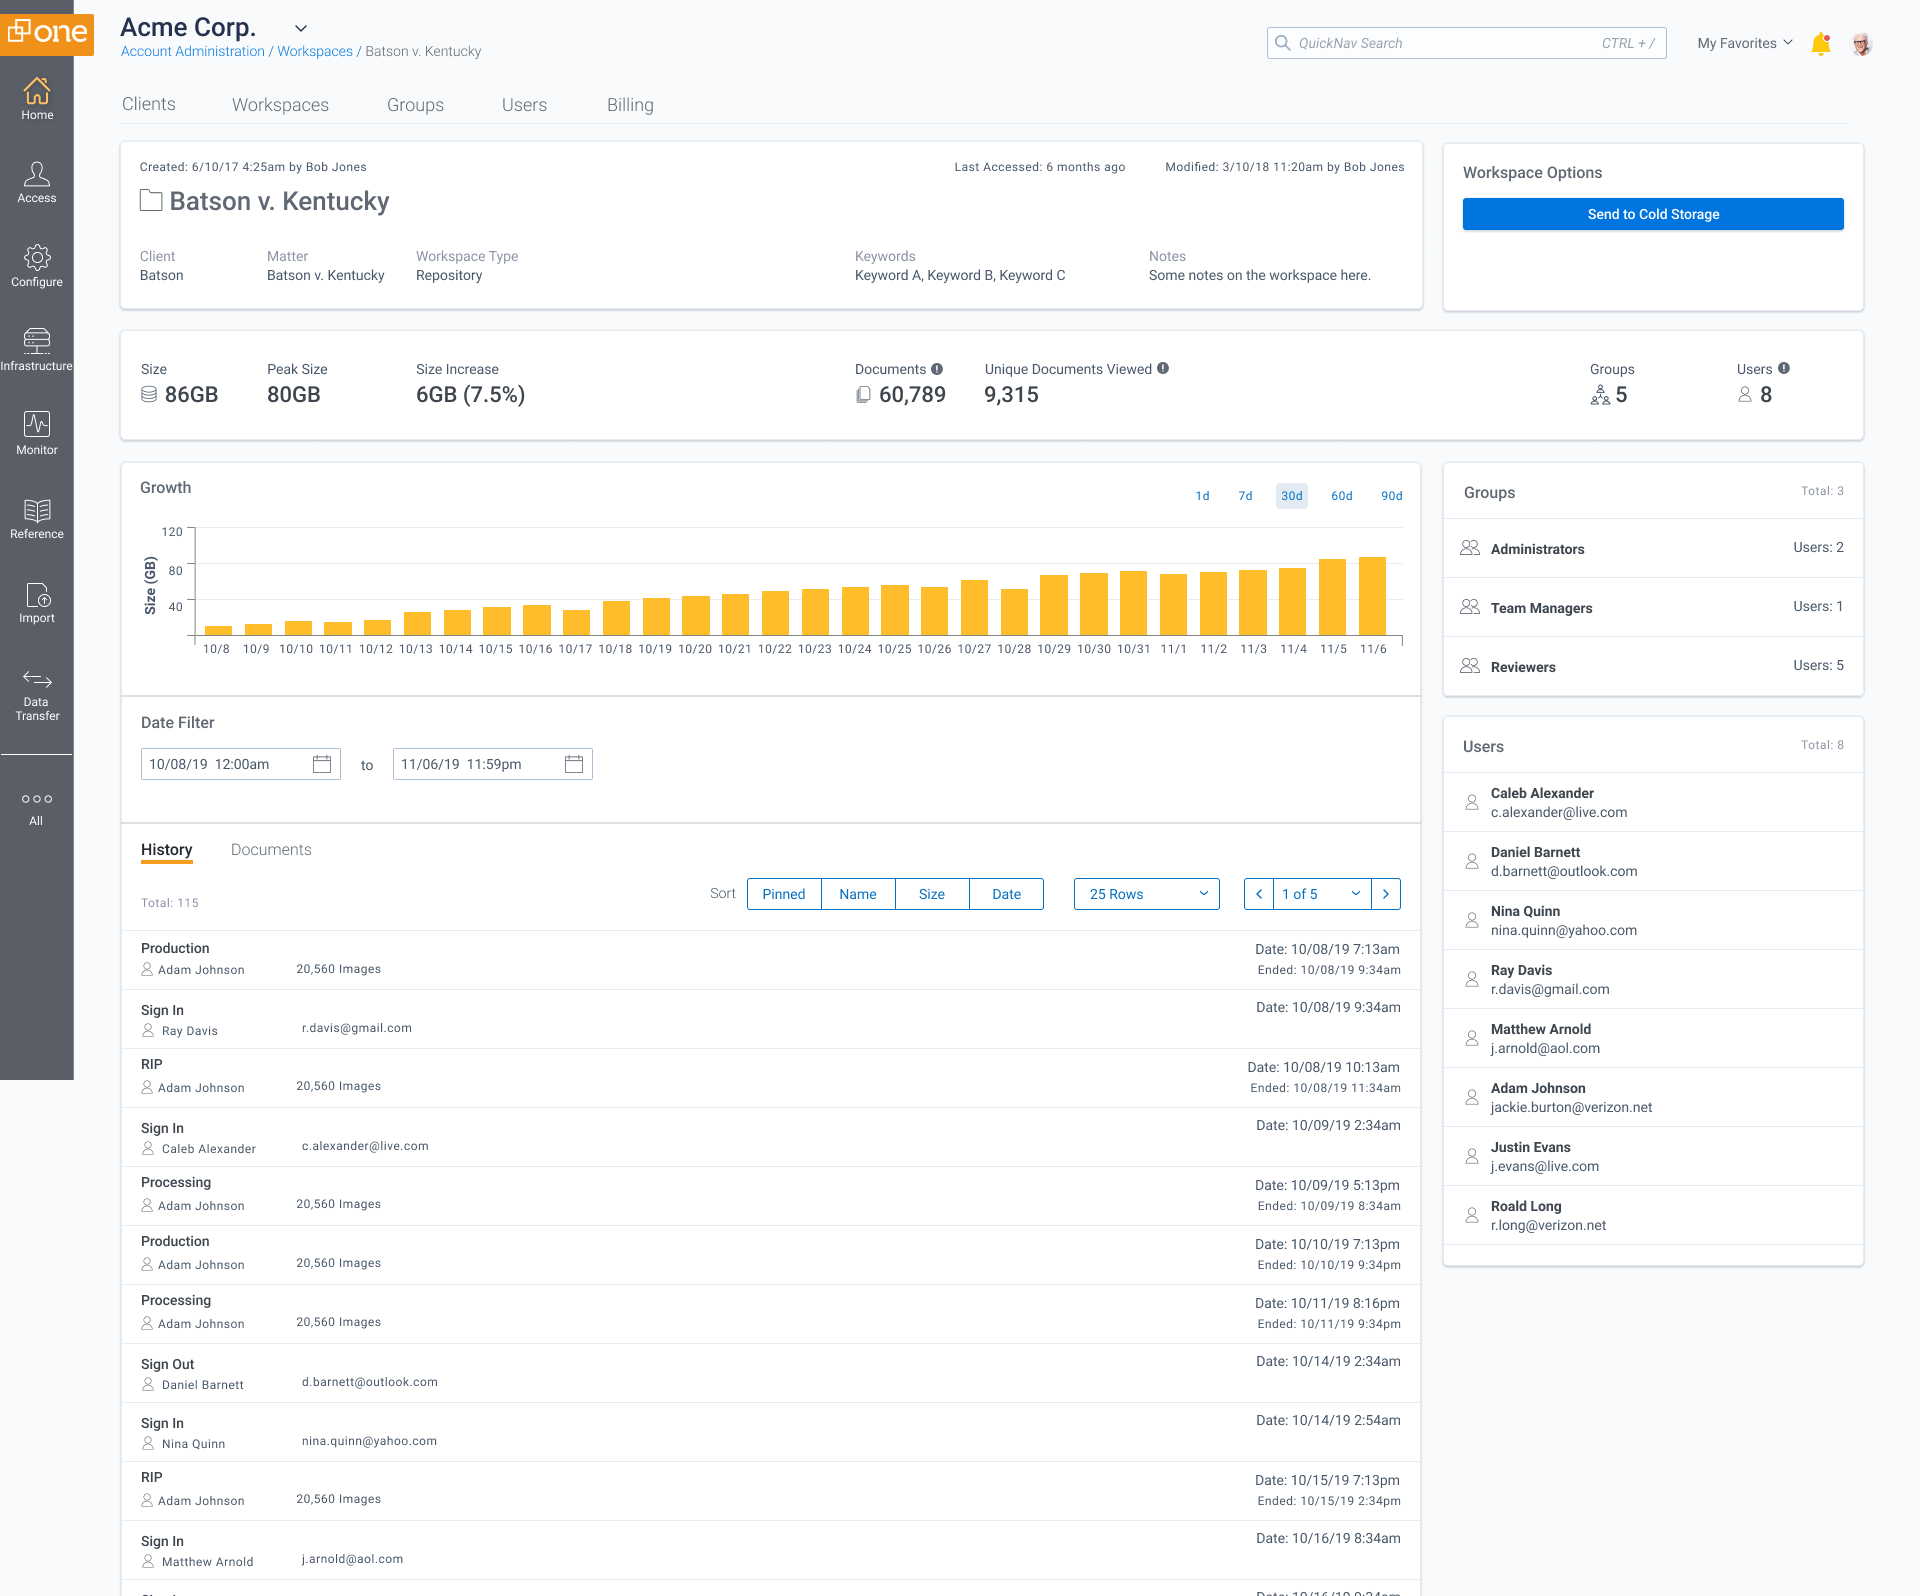 one
Acme Corp.
Account Administration / Workspaces / Batson v. Kentucky
QuickNav Search CTRL + /
My Favorites
Home
Access
Configure
Infrastructure
Monitor
Reference
Import
Data
Transfer
All
Clients Workspaces Groups Users Billing
Created: 6/10/17 4:25am by Bob Jones Last Accessed: 6 months ago Modified: 3/10/18 11:20am by Bob Jones
Batson v. Kentucky
Client Matter Workspace Type Keywords Notes
Batson Batson v. Kentucky Repository Keyword A, Keyword B, Keyword C Some notes on the workspace here.
Workspace Options
Send to Cold Storage
Size Peak Size Size Increase Documents Unique Documents Viewed Groups Users
86GB 80GB 6GB (7.5%) 60,789 9,315 5 8
Growth
1d 7d 30d 60d 90d
Size (GB)
120
80
40
10/8 10/9 10/10 10/11 10/12 10/13 10/14 10/15 10/16 10/17 10/18 10/19 10/20 10/21 10/22 10/23 10/24 10/25 10/26 10/27 10/28 10/29 10/30 10/31 11/1 11/2 11/3 11/4 11/5 11/6
Date Filter
10/08/19 12:00am to 11/06/19 11:59pm
History Documents
Total: 115
Sort Pinned Name Size Date 25 Rows 1 of 5
Production
Adam Johnson 20,560 Images
Date: 10/08/19 7:13am
Ended: 10/08/19 9:34am
Sign In
Ray Davis r.davis@gmail.com
Date: 10/08/19 9:34am
RIP
Adam Johnson 20,560 Images
Date: 10/08/19 10:13am
Ended: 10/08/19 11:34am
Sign In
Caleb Alexander c.alexander@live.com
Date: 10/09/19 2:34am
Processing
Adam Johnson 20,560 Images
Date: 10/09/19 5:13pm
Ended: 10/09/19 8:34am
Production
Adam Johnson 20,560 Images
Date: 10/10/19 7:13pm
Ended: 10/10/19 9:34pm
Processing
Adam Johnson 20,560 Images
Date: 10/11/19 8:16pm
Ended: 10/11/19 9:34pm
Sign Out
Daniel Barnett d.barnett@outlook.com
Date: 10/14/19 2:34am
Sign In
Nina Quinn nina.quinn@yahoo.com
Date: 10/14/19 2:54am
RIP
Adam Johnson 20,560 Images
Date: 10/15/19 7:13pm
Ended: 10/15/19 2:34pm
Sign In
Matthew Arnold j.arnold@aol.com
Date: 10/16/19 8:34am
Groups Total: 3
Administrators Users: 2
Team Managers Users: 1
Reviewers Users: 5
Users Total: 8
Caleb Alexander
c.alexander@live.com
Daniel Barnett
d.barnett@outlook.com
Nina Quinn
nina.quinn@yahoo.com
Ray Davis
r.davis@gmail.com
Matthew Arnold
j.arnold@aol.com
Adam Johnson
jackie.burton@verizon.net
Justin Evans
j.evans@live.com
Roald Long
r.long@verizon.net